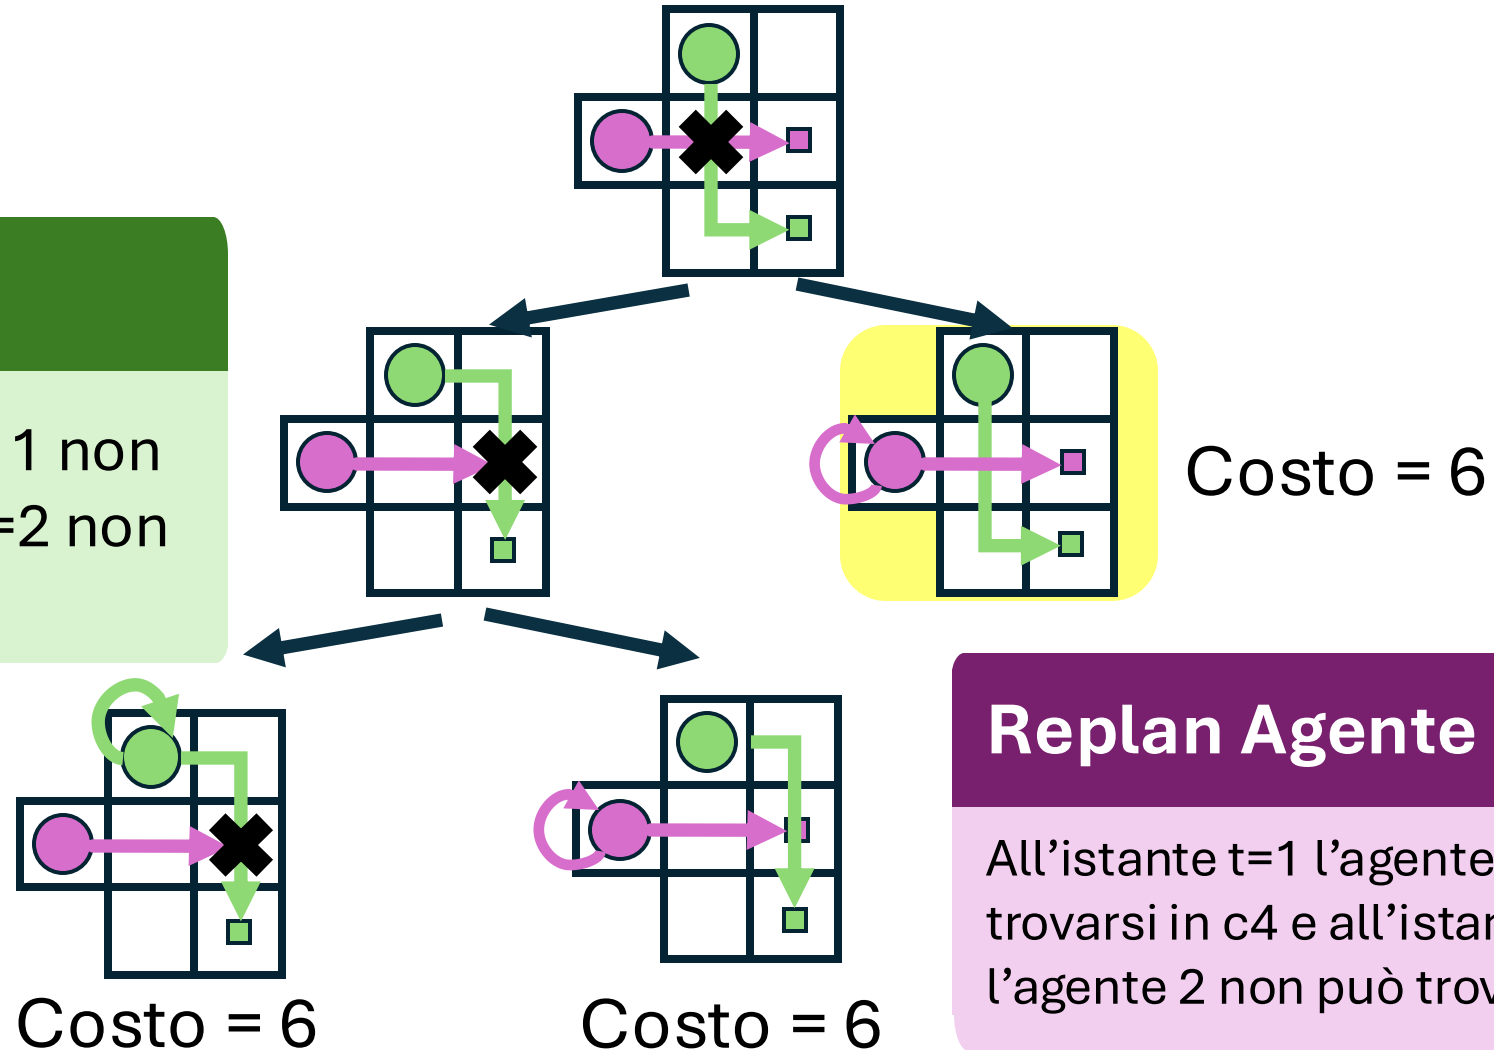 1 non
=2 non
Costo = 6
Replan Agente
All’istante t=1 l’agente
trovarsi in c4 e all’istan
l’agente 2 non può trov
Costo = 6
Costo = 6